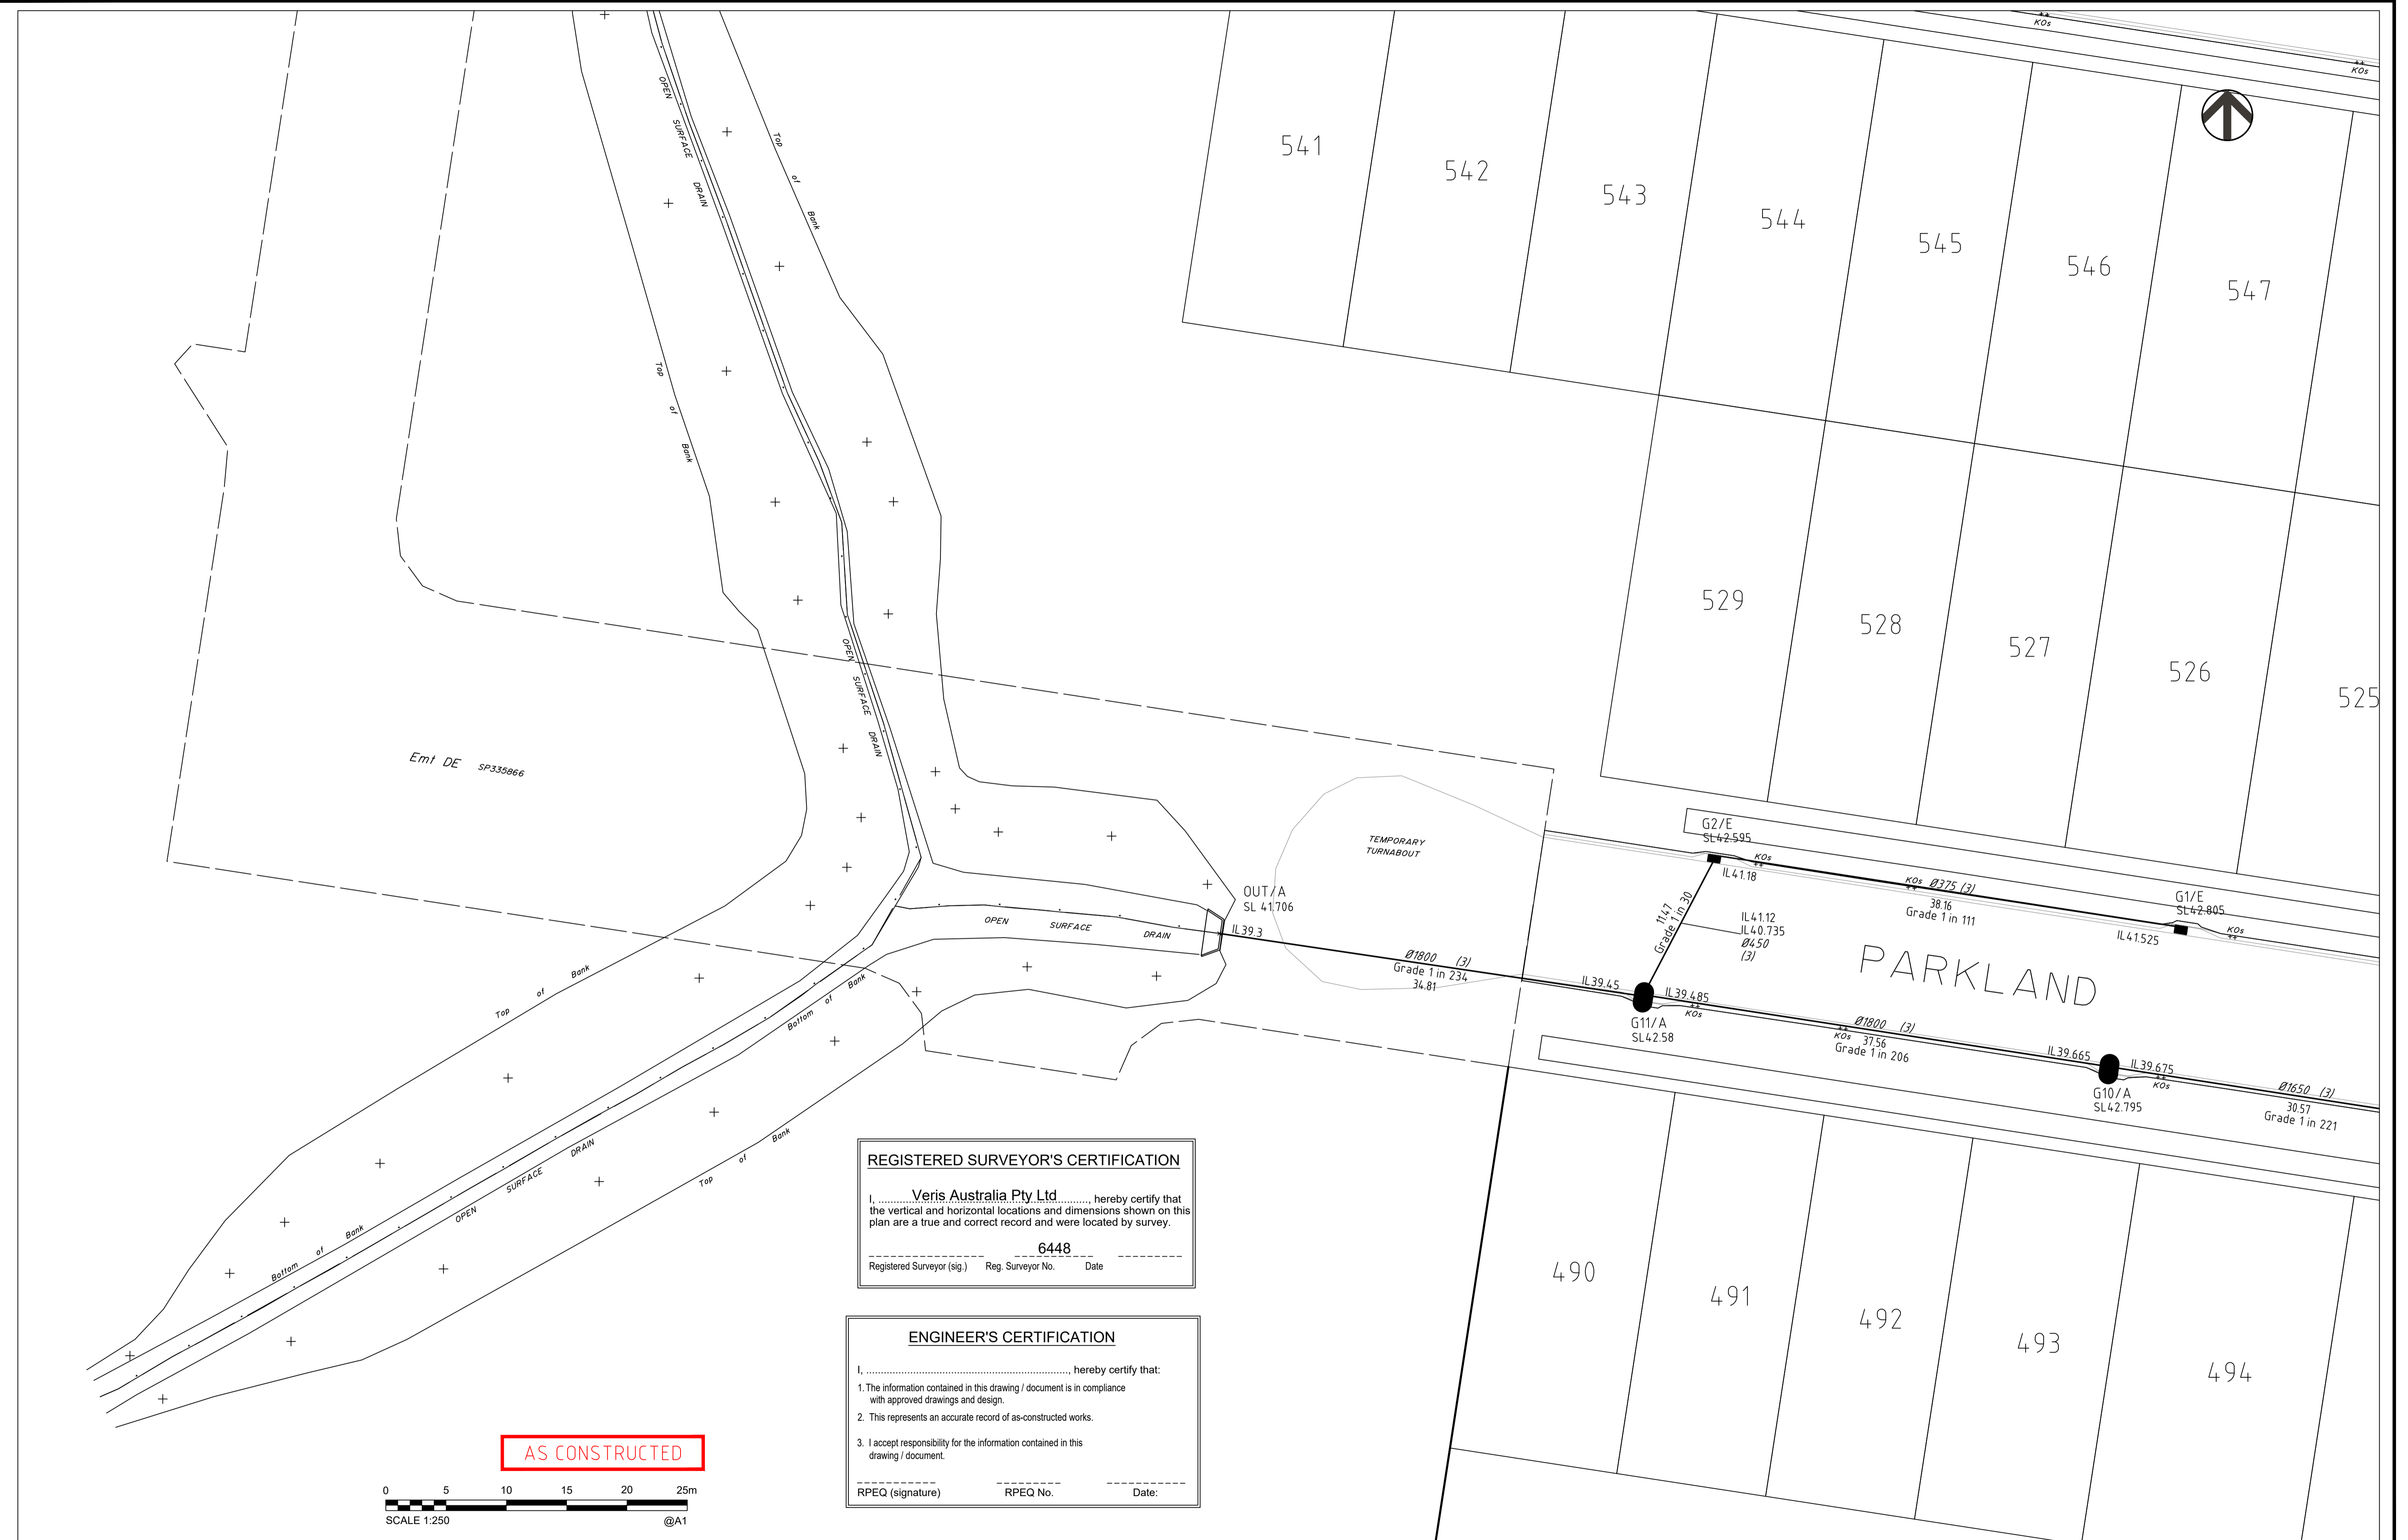 KOs
KOs
OPEN SURFACE DRAIN
Top of Bank
541
542
543
544
545
546
547
Top of Bank
529
528
527
526
525
OPEN SURFACE DRAIN
Emt DE SP335866
TEMPORARY
TURNABOUT
G2/E
SL42.595
KOs
IL41.18
KOs Ø375 (3)
38.16
Grade 1 in 111
G1/E
SL42.805
KOs
IL41.525
OUT/A
SL 41.706
IL39.3
OPEN SURFACE DRAIN
11.47
Grade 1 in 30
IL41.12
IL40.735
Ø450
(3)
PARKLAND
Ø1800 (3)
Grade 1 in 234
34.81
IL39.45
IL39.485
KOs
G11/A
SL42.58
Ø1800 (3)
KOs 37.56
Grade 1 in 206
IL39.665
IL39.675
KOs
G10/A
SL42.795
Ø1650 (3)
30.57
Grade 1 in 221
Top of Bank
Bottom of Bank
OPEN SURFACE DRAIN
Top of Bank
Bottom of Bank
490
491
492
493
494
REGISTERED SURVEYOR'S CERTIFICATION
I, ........Veris Australia Pty Ltd........, hereby certify that
the vertical and horizontal locations and dimensions shown on this
plan are a true and correct record and were located by survey.
6448
Registered Surveyor (sig.) Reg. Surveyor No. Date
ENGINEER'S CERTIFICATION
I, ......................................................................, hereby certify that:
1. The information contained in this drawing / document is in compliance
with approved drawings and design.
2. This represents an accurate record of as-constructed works.
3. I accept responsibility for the information contained in this
drawing / document.
RPEQ (signature) RPEQ No. Date:
AS CONSTRUCTED
0 5 10 15 20 25m
SCALE 1:250 @A1